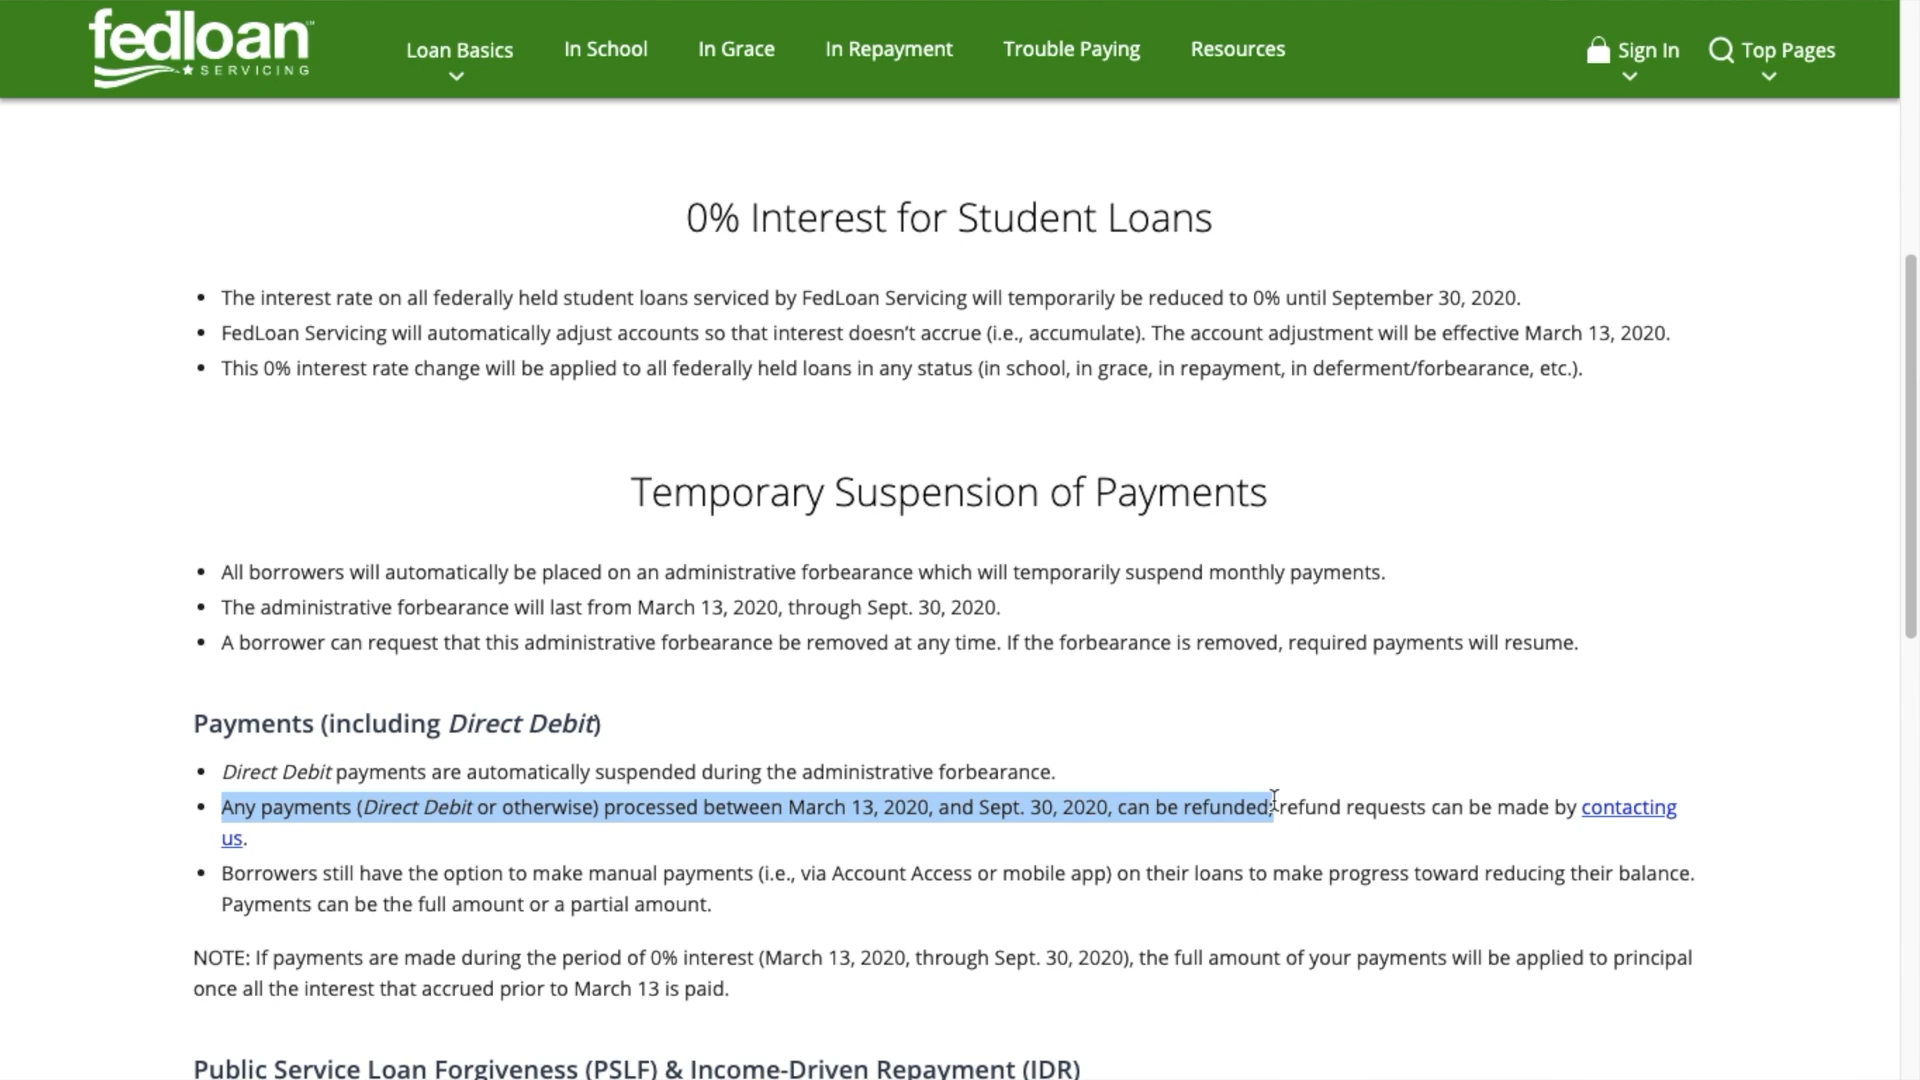 fedloan™
SERVICING
Loan Basics
In School
In Grace
In Repayment
Trouble Paying
Resources
Sign In
Top Pages
0% Interest for Student Loans
• The interest rate on all federally held student loans serviced by FedLoan Servicing will temporarily be reduced to 0% until September 30, 2020.
• FedLoan Servicing will automatically adjust accounts so that interest doesn’t accrue (i.e., accumulate). The account adjustment will be effective March 13, 2020.
• This 0% interest rate change will be applied to all federally held loans in any status (in school, in grace, in repayment, in deferment/forbearance, etc.).
Temporary Suspension of Payments
• All borrowers will automatically be placed on an administrative forbearance which will temporarily suspend monthly payments.
• The administrative forbearance will last from March 13, 2020, through Sept. 30, 2020.
• A borrower can request that this administrative forbearance be removed at any time. If the forbearance is removed, required payments will resume.
Payments (including Direct Debit)
• Direct Debit payments are automatically suspended during the administrative forbearance.
• Any payments (Direct Debit or otherwise) processed between March 13, 2020, and Sept. 30, 2020, can be refunded; refund requests can be made by contacting
us.
• Borrowers still have the option to make manual payments (i.e., via Account Access or mobile app) on their loans to make progress toward reducing their balance.
Payments can be the full amount or a partial amount.
NOTE: If payments are made during the period of 0% interest (March 13, 2020, through Sept. 30, 2020), the full amount of your payments will be applied to principal
once all the interest that accrued prior to March 13 is paid.
Public Service Loan Forgiveness (PSLF) & Income-Driven Repayment (IDR)